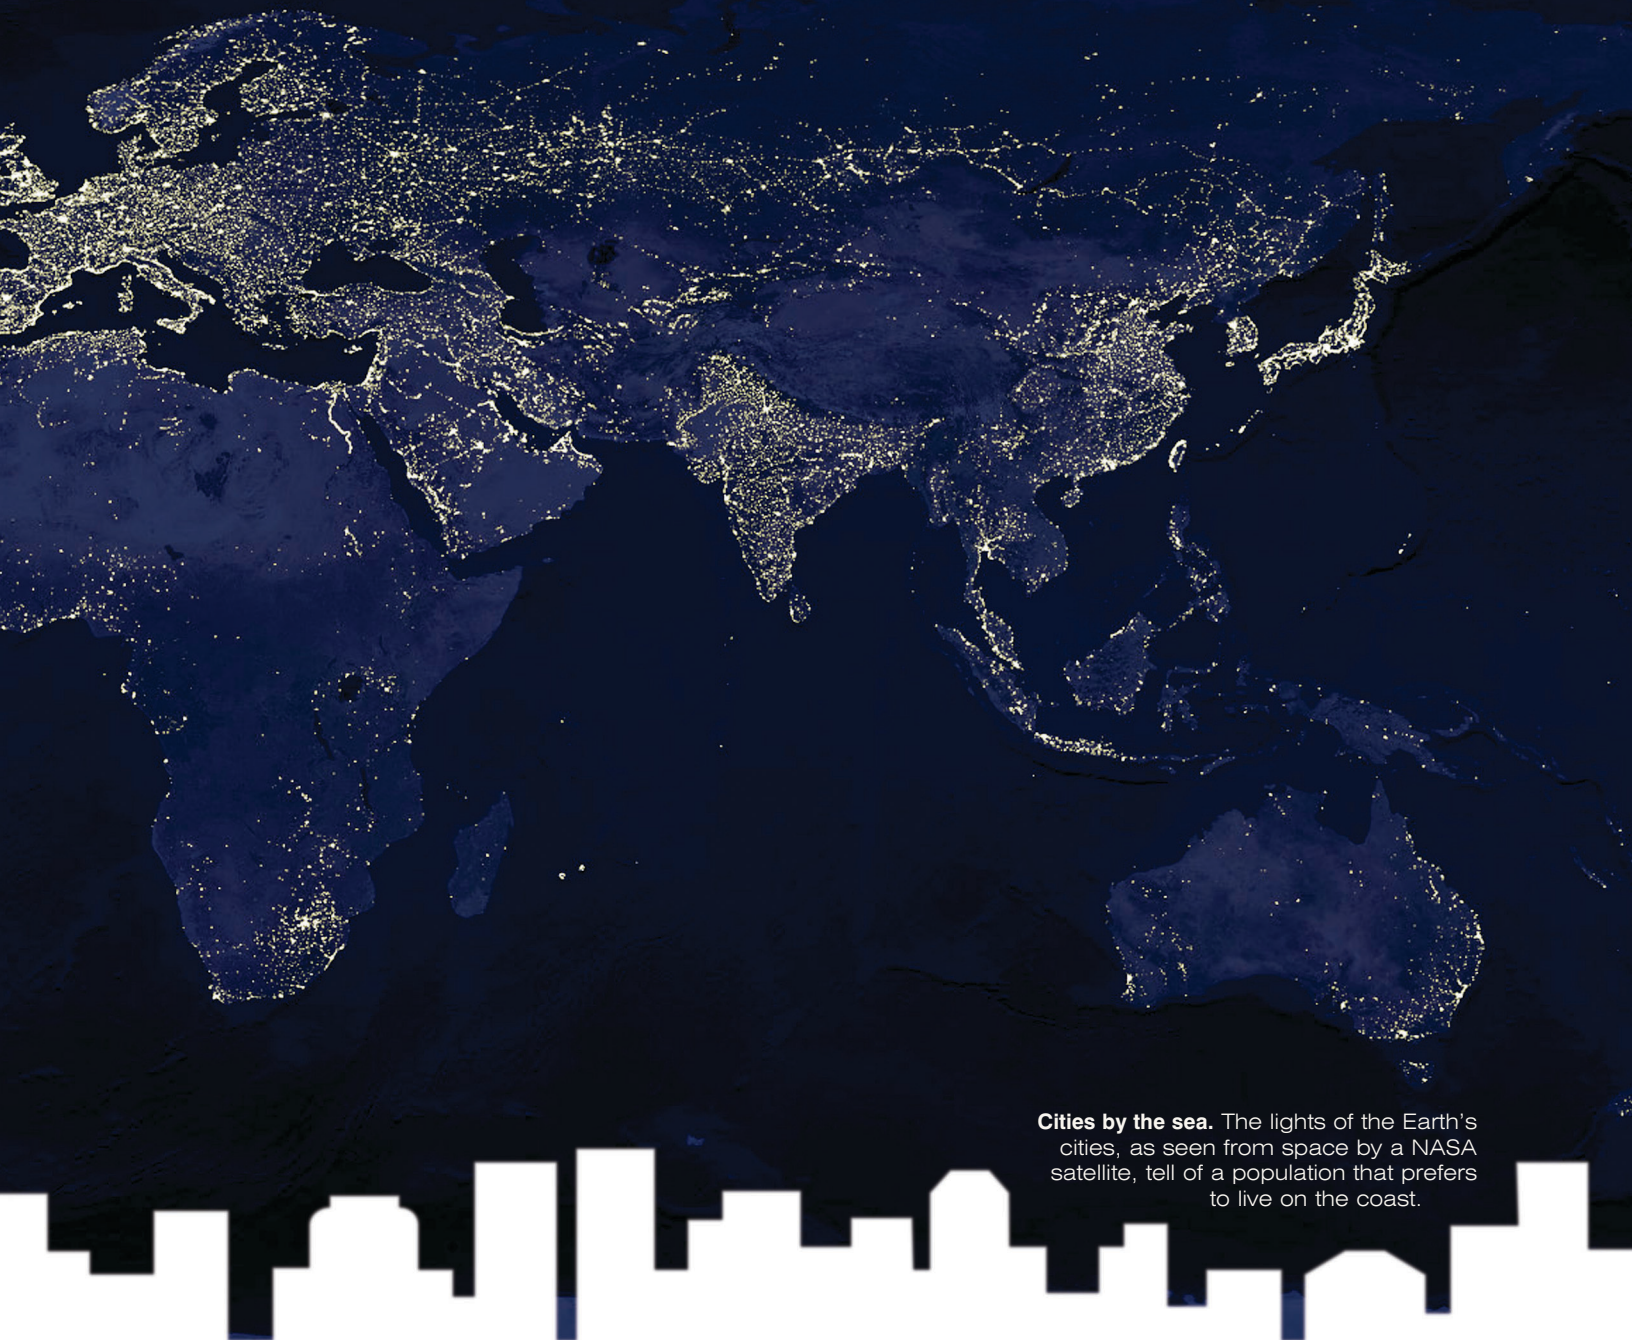 Cities by the sea. The lights of the Earth's
cities, as seen from space by a NASA
satellite, tell of a population that prefers
to live on the coast.